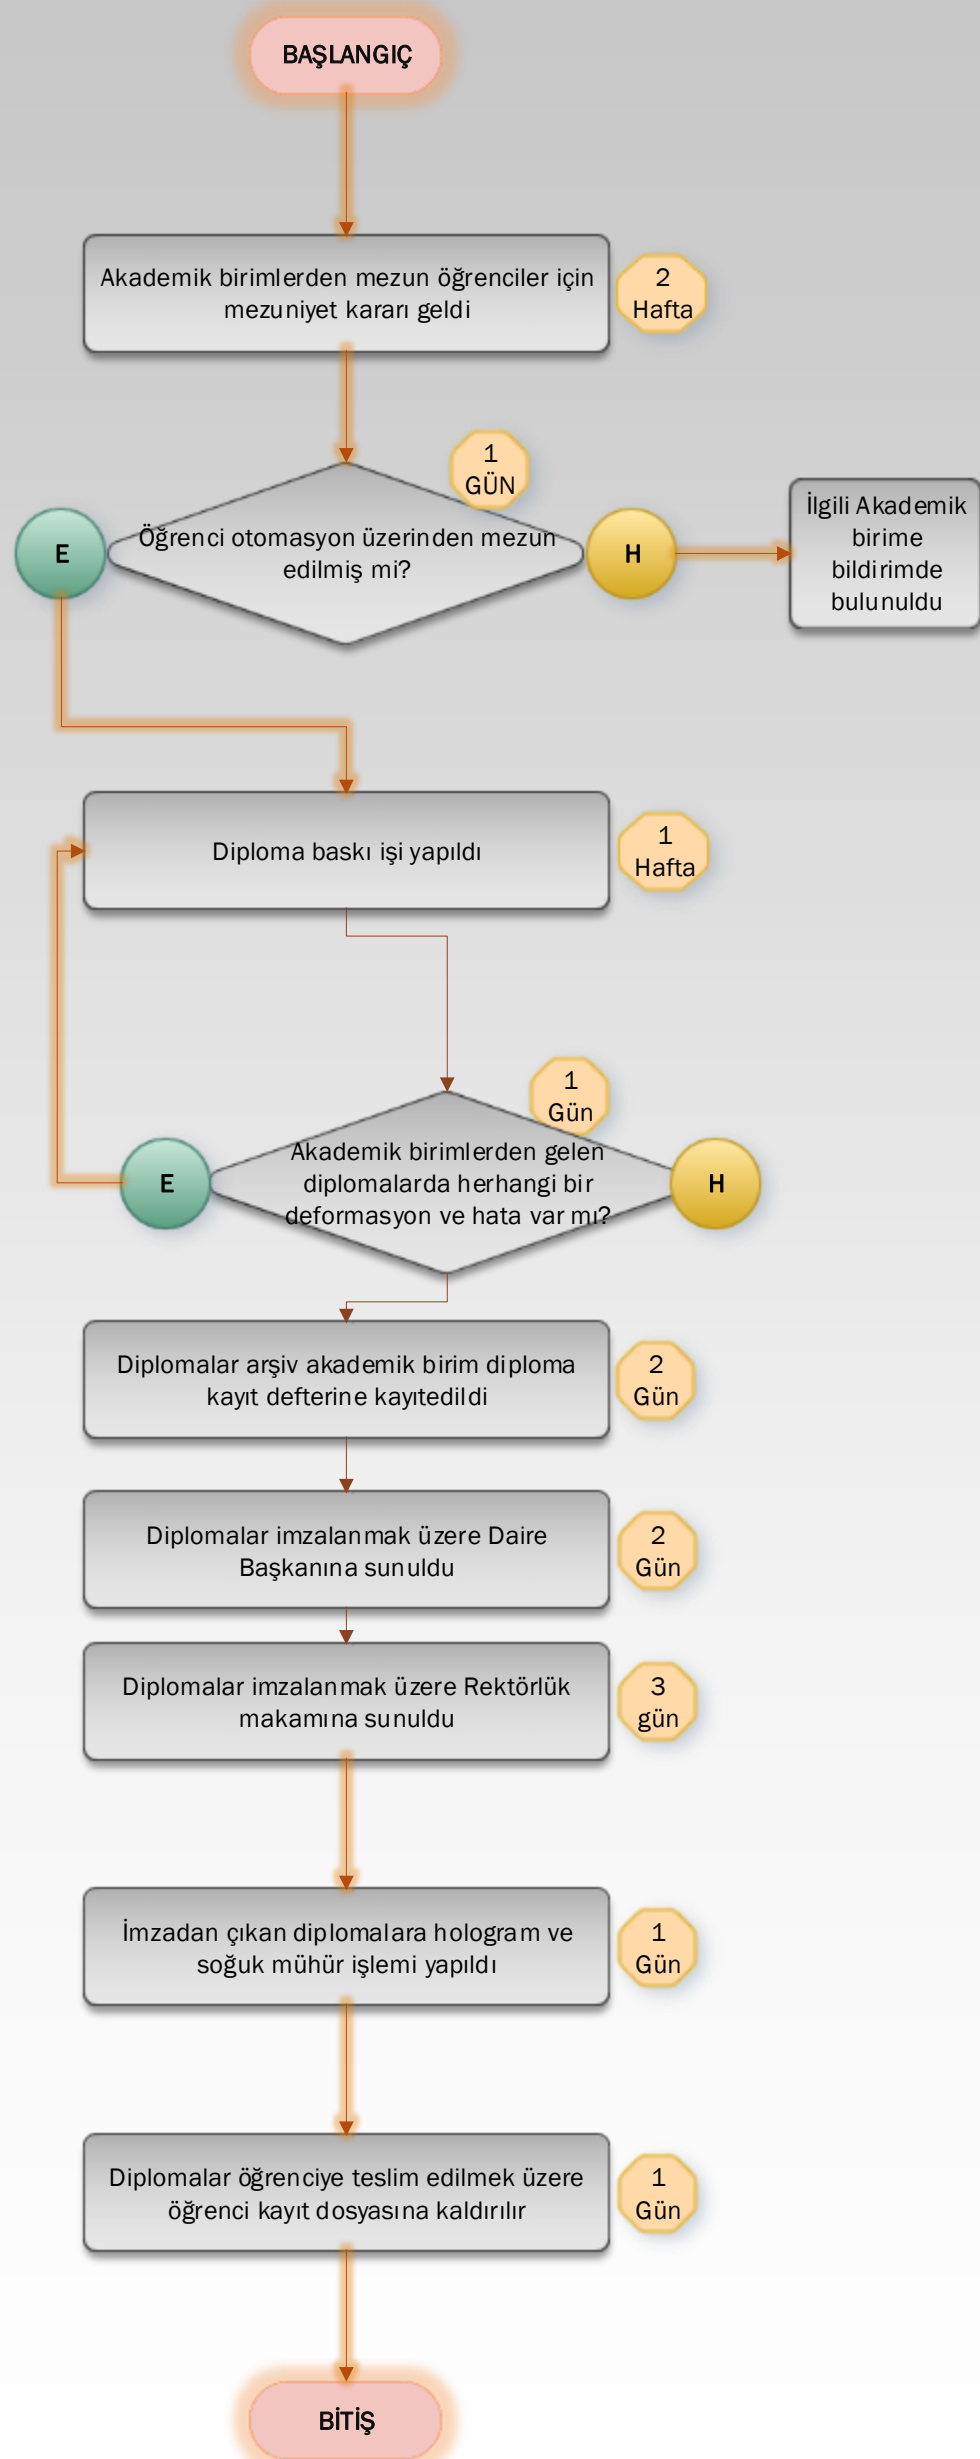 BAŞLANGIÇ
Akademik birimlerden mezun öğrenciler için
mezuniyet kararı geldi
2
Hafta
1
GÜN
E
Öğrenci otomasyon üzerinden mezun
edilmiş mi?
H
İlgili Akademik
birime
bildirimde
bulunuldu
Diploma baskı işi yapıldı
1
Hafta
1
Gün
E
Akademik birimlerden gelen
diplomalarda herhangi bir
deformasyon ve hata var mı?
H
Diplomalar arşiv akademik birim diploma
kayıt defterine kayıtedildi
2
Gün
Diplomalar imzalanmak üzere Daire
Başkanına sunuldu
2
Gün
Diplomalar imzalanmak üzere Rektörlük
makamına sunuldu
3
gün
İmzadan çıkan diplomalara hologram ve
soğuk mühür işlemi yapıldı
1
Gün
Diplomalar öğrenciye teslim edilmek üzere
öğrenci kayıt dosyasına kaldırılır
1
Gün
BİTİŞ